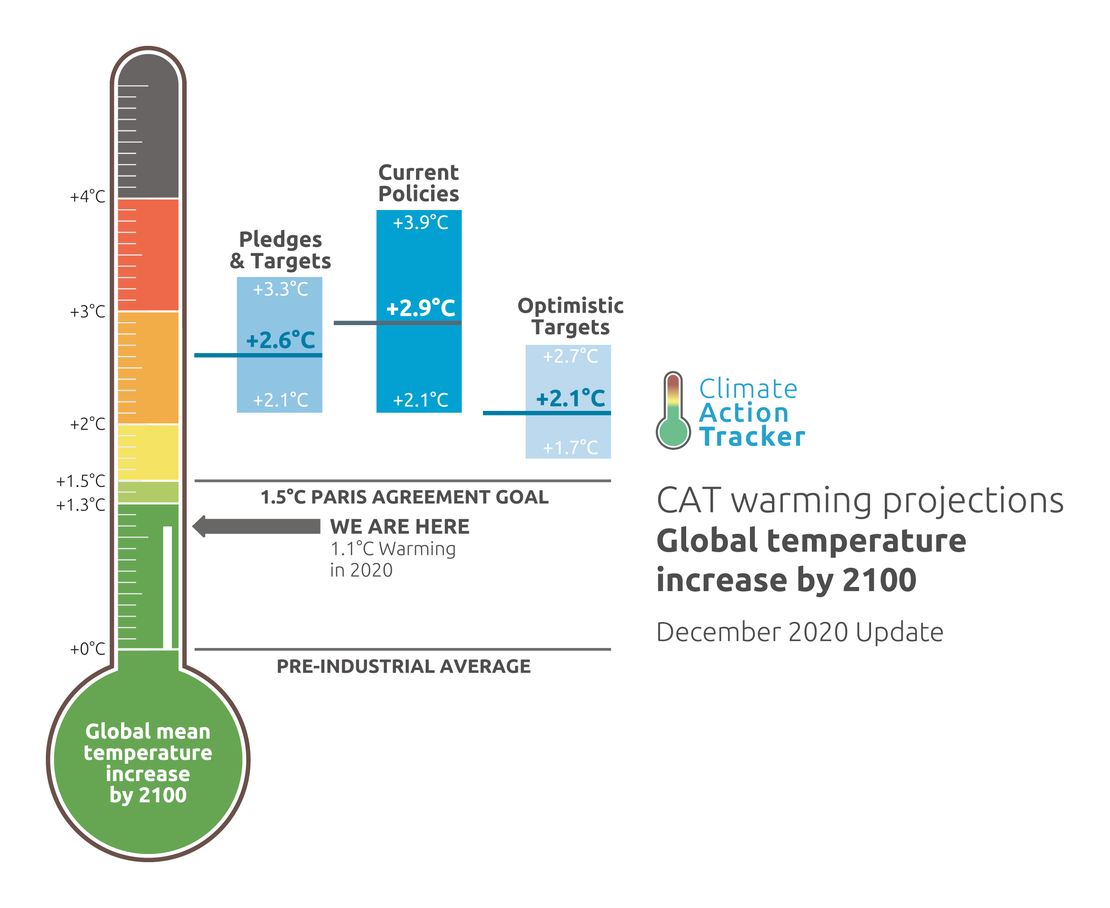 +4°C
+3°C
+2°C
+1.5°C
+1.3°C
+0°C
Global mean
temperature
increase
by 2100
Pledges
& Targets
+3.3°C
+2.6°C
+2.1°C
Current
Policies
+3.9°C
+2.9°C
+2.1°C
Optimistic
Targets
+2.7°C
+2.1°C
+1.7°C
1.5°C PARIS AGREEMENT GOAL
WE ARE HERE
1.1°C Warming
in 2020
PRE-INDUSTRIAL AVERAGE
Climate
Action
Tracker
CAT warming projections
Global temperature
increase by 2100
December 2020 Update